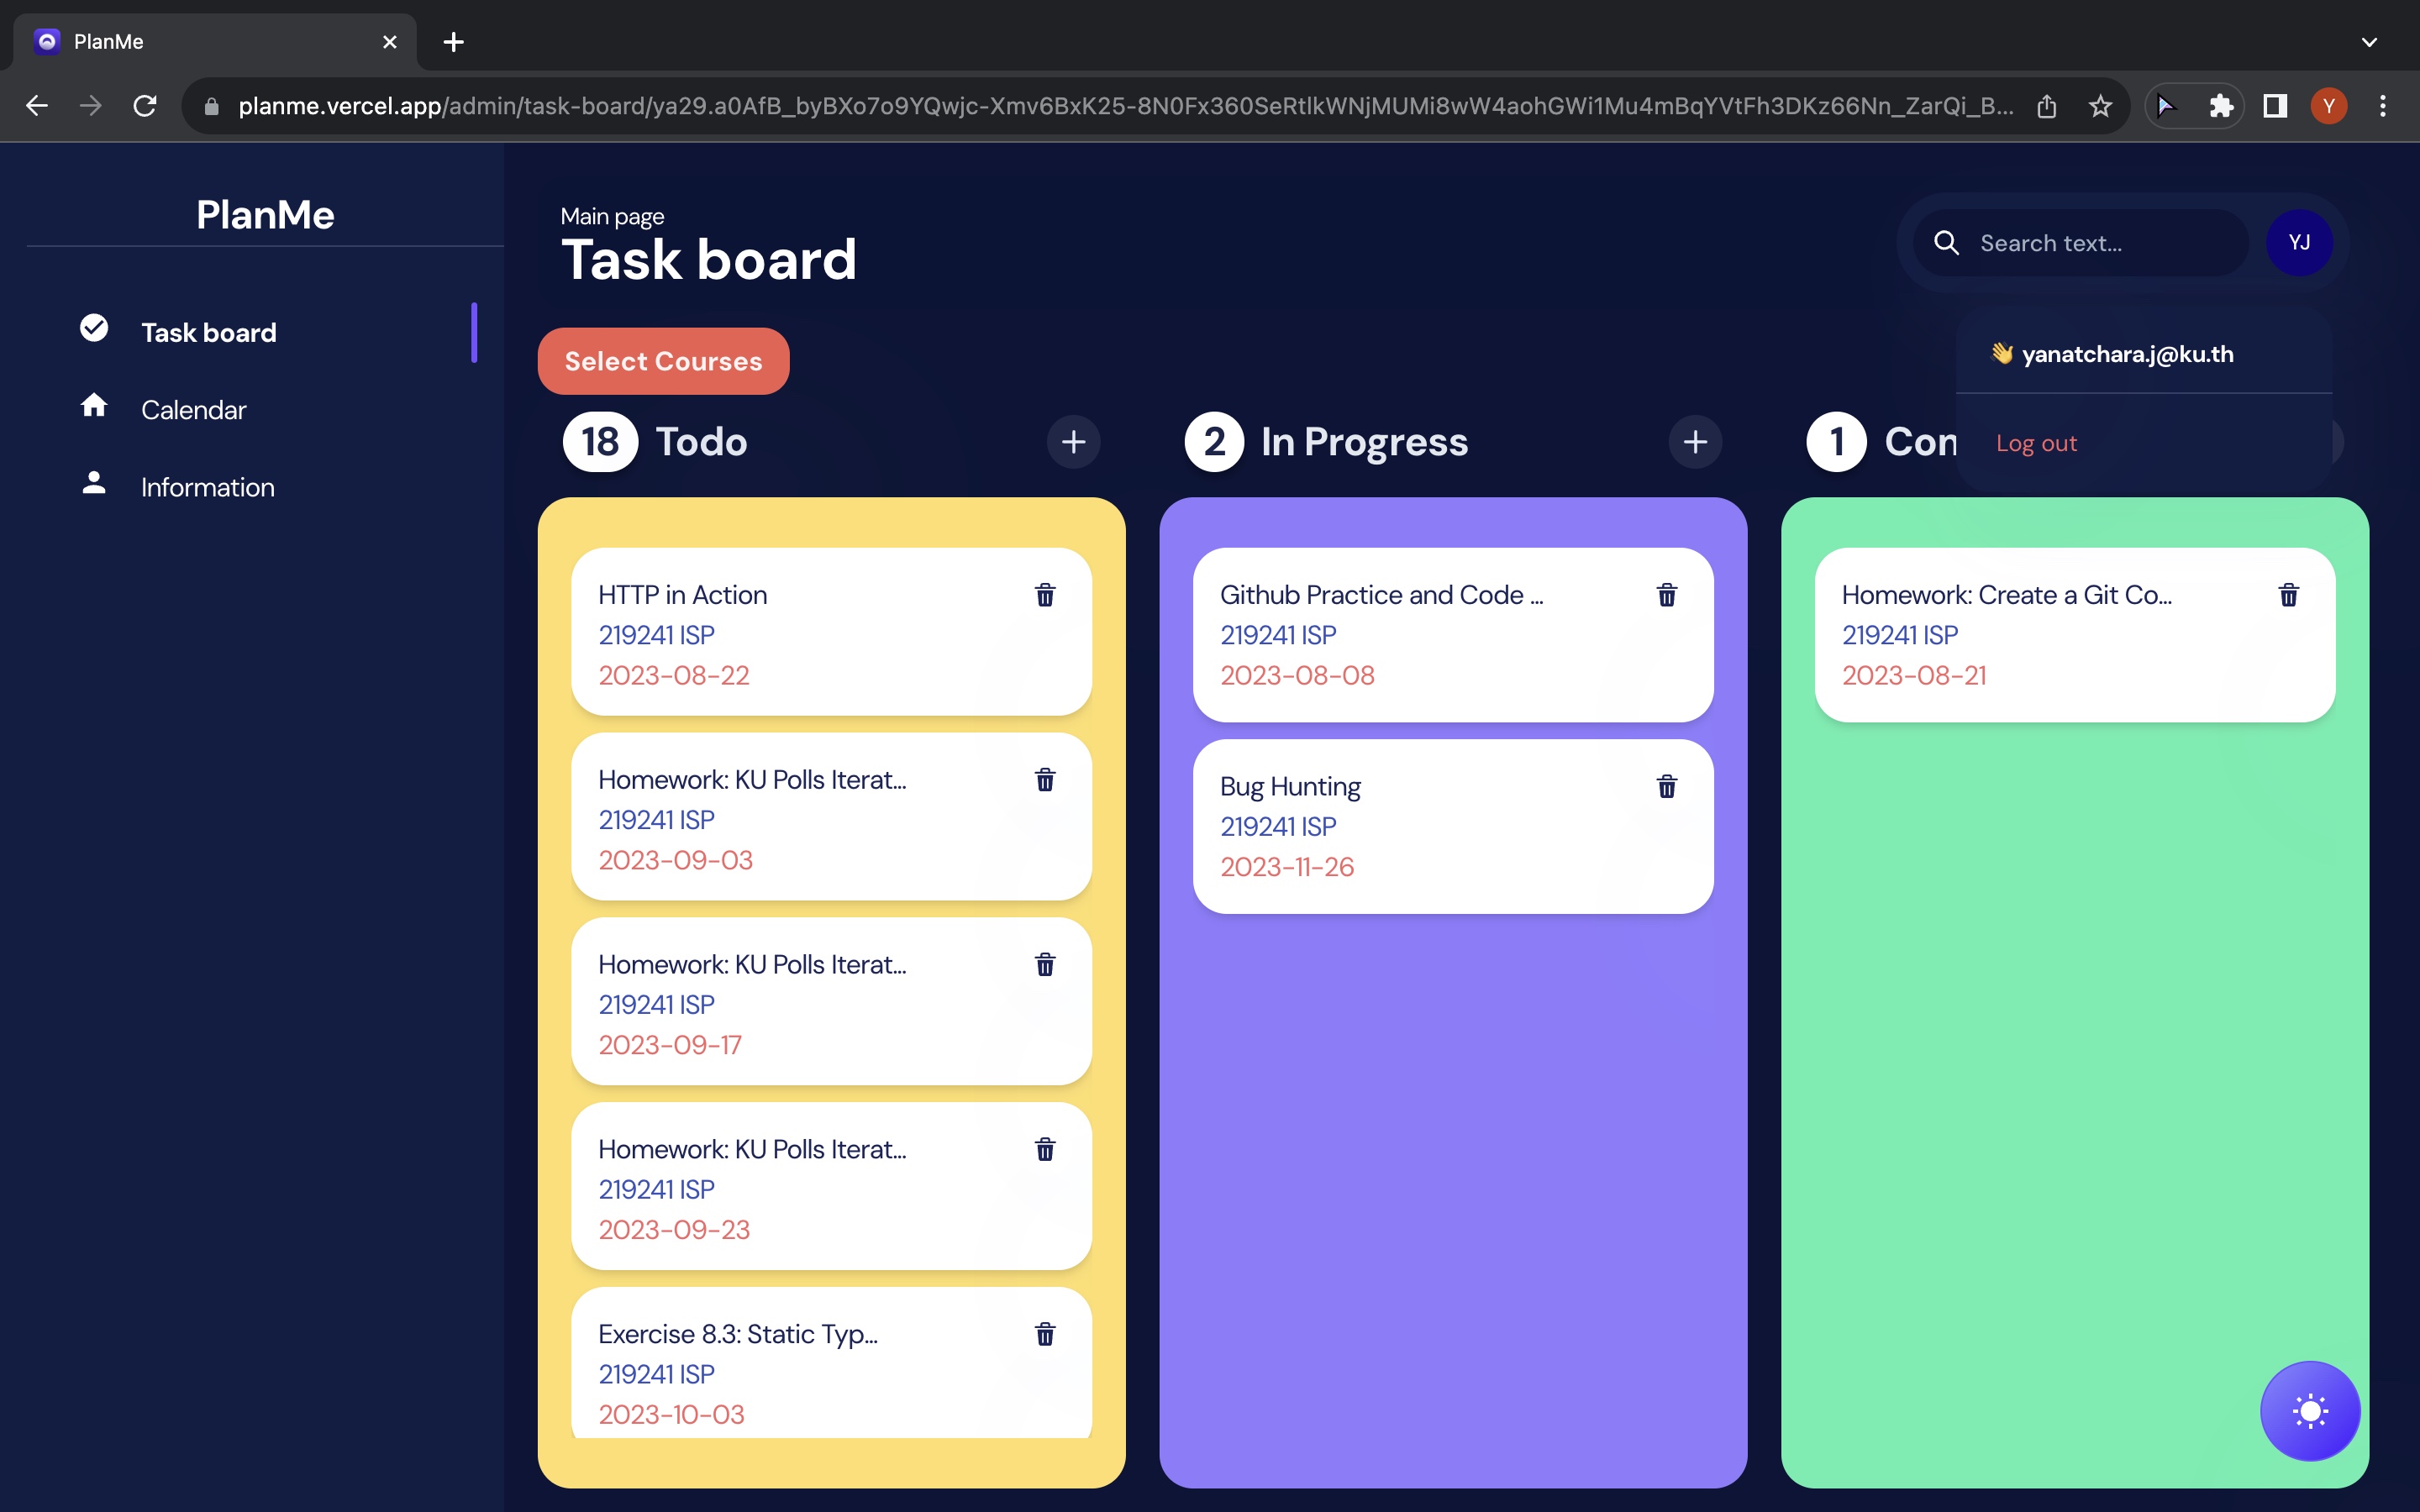 PlanMe
planme.vercel.app/admin/task-board/ya29.a0AfB_byBXo7o9YQwjc-Xmv6BxK25-8N0Fx360SeRtlkWNjMUMi8wW4aohGWi1Mu4mBqYVtFh3DKz66Nn_ZarQi_B...
Y
PlanMe
Task board
Calendar
Information
Main page
Task board
Search text...
YJ
👋 yanatchara.j@ku.th
Log out
Select Courses
18 Todo
HTTP in Action
219241 ISP
2023-08-22
Homework: KU Polls Iterat...
219241 ISP
2023-09-03
Homework: KU Polls Iterat...
219241 ISP
2023-09-17
Homework: KU Polls Iterat...
219241 ISP
2023-09-23
Exercise 8.3: Static Typ...
219241 ISP
2023-10-03
2 In Progress
Github Practice and Code ...
219241 ISP
2023-08-08
Bug Hunting
219241 ISP
2023-11-26
1 Con
Homework: Create a Git Co...
219241 ISP
2023-08-21